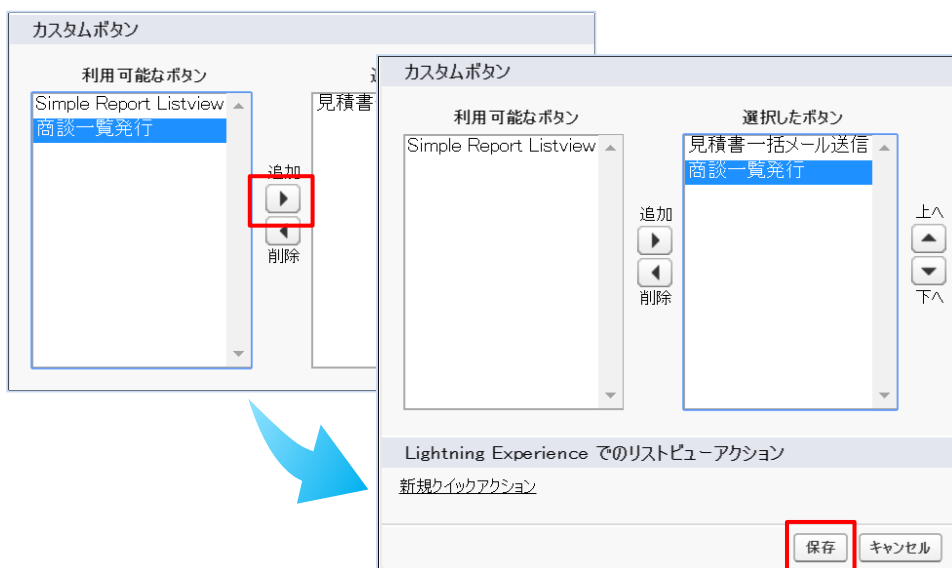 カスタムボタン
利用可能なボタン
Simple Report Listview
商談一覧発行
追加
削除
見積書
カスタムボタン
利用可能なボタン
選択したボタン
Simple Report Listview
見積書一括メール送信
商談一覧発行
追加
削除
上へ
下へ
Lightning Experience でのリストビューアクション
新規クイックアクション
保存
キャンセル